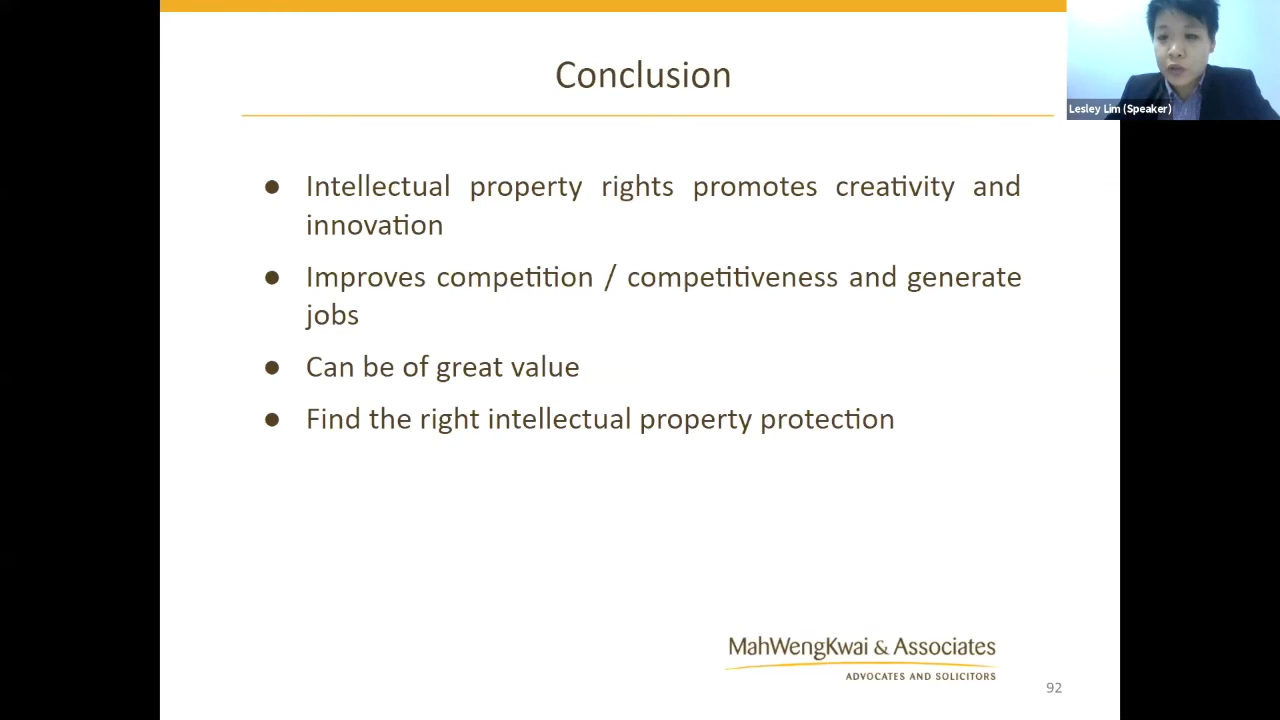 Conclusion
Lesley Lim (Speaker)
● Intellectual property rights promotes creativity and
innovation
● Improves competition / competitiveness and generate
jobs
● Can be of great value
● Find the right intellectual property protection
MahWengKwai & Associates
ADVOCATES AND SOLICITORS
92